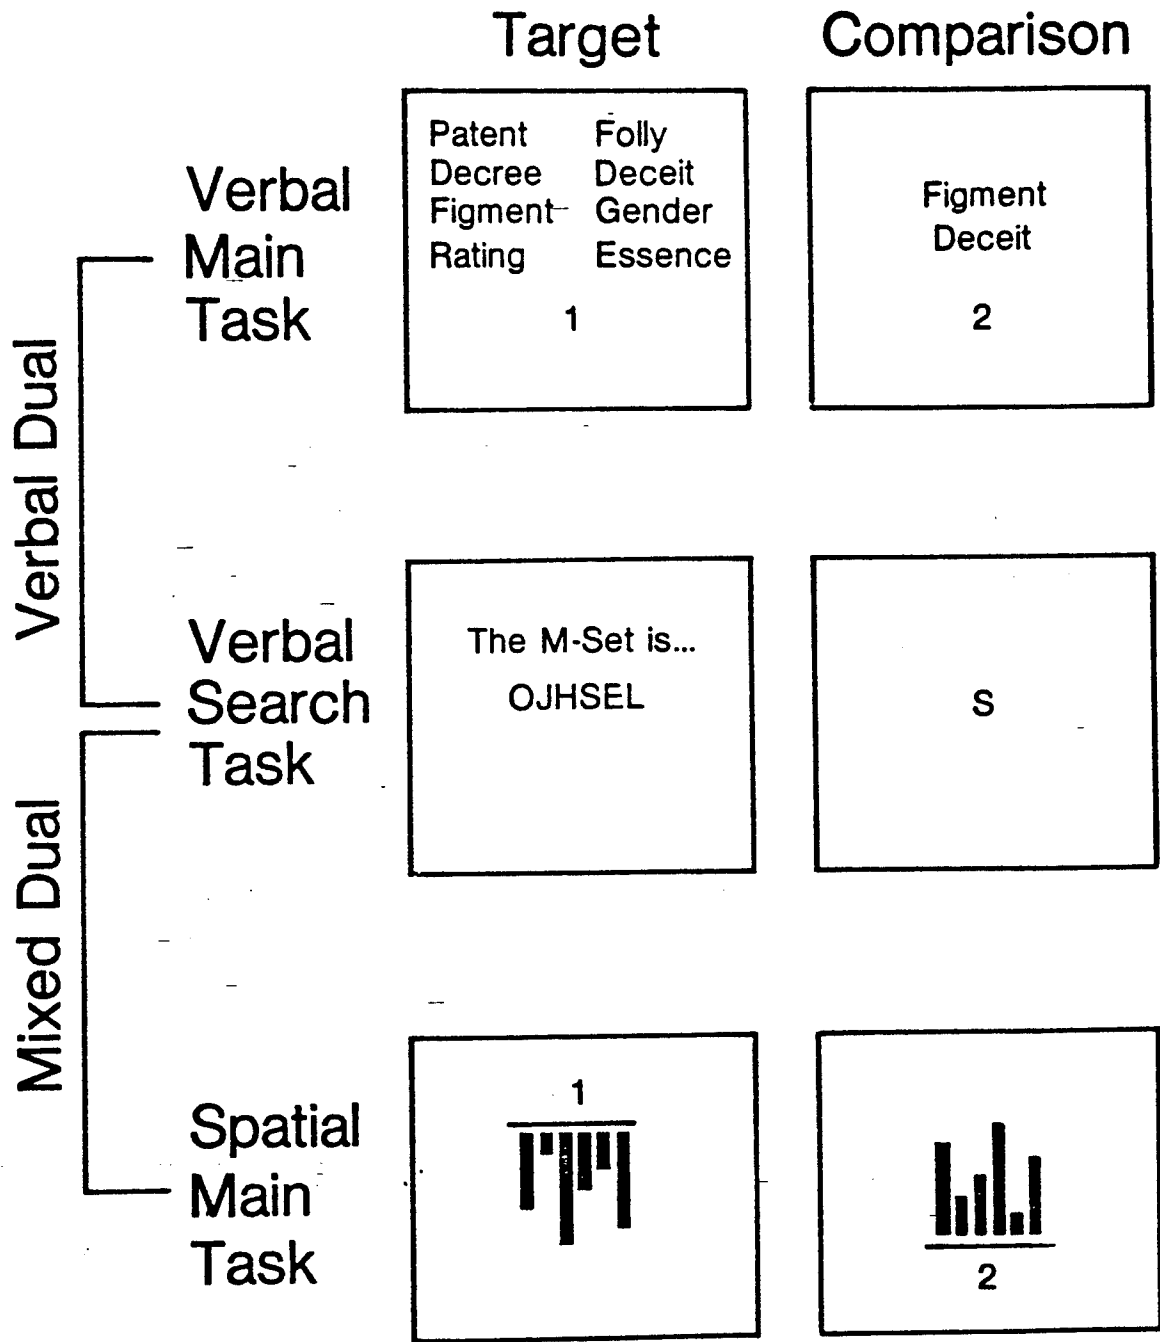 Target Comparison
Verbal
Main
Task
Patent Folly
Decree Deceit
Figment Gender
Rating Essence
1
Figment
Deceit
2
Verbal Dual
Verbal
Search
Task
The M-Set is...
OJHSEL
S
Mixed Dual
Spatial
Main
Task
1
2